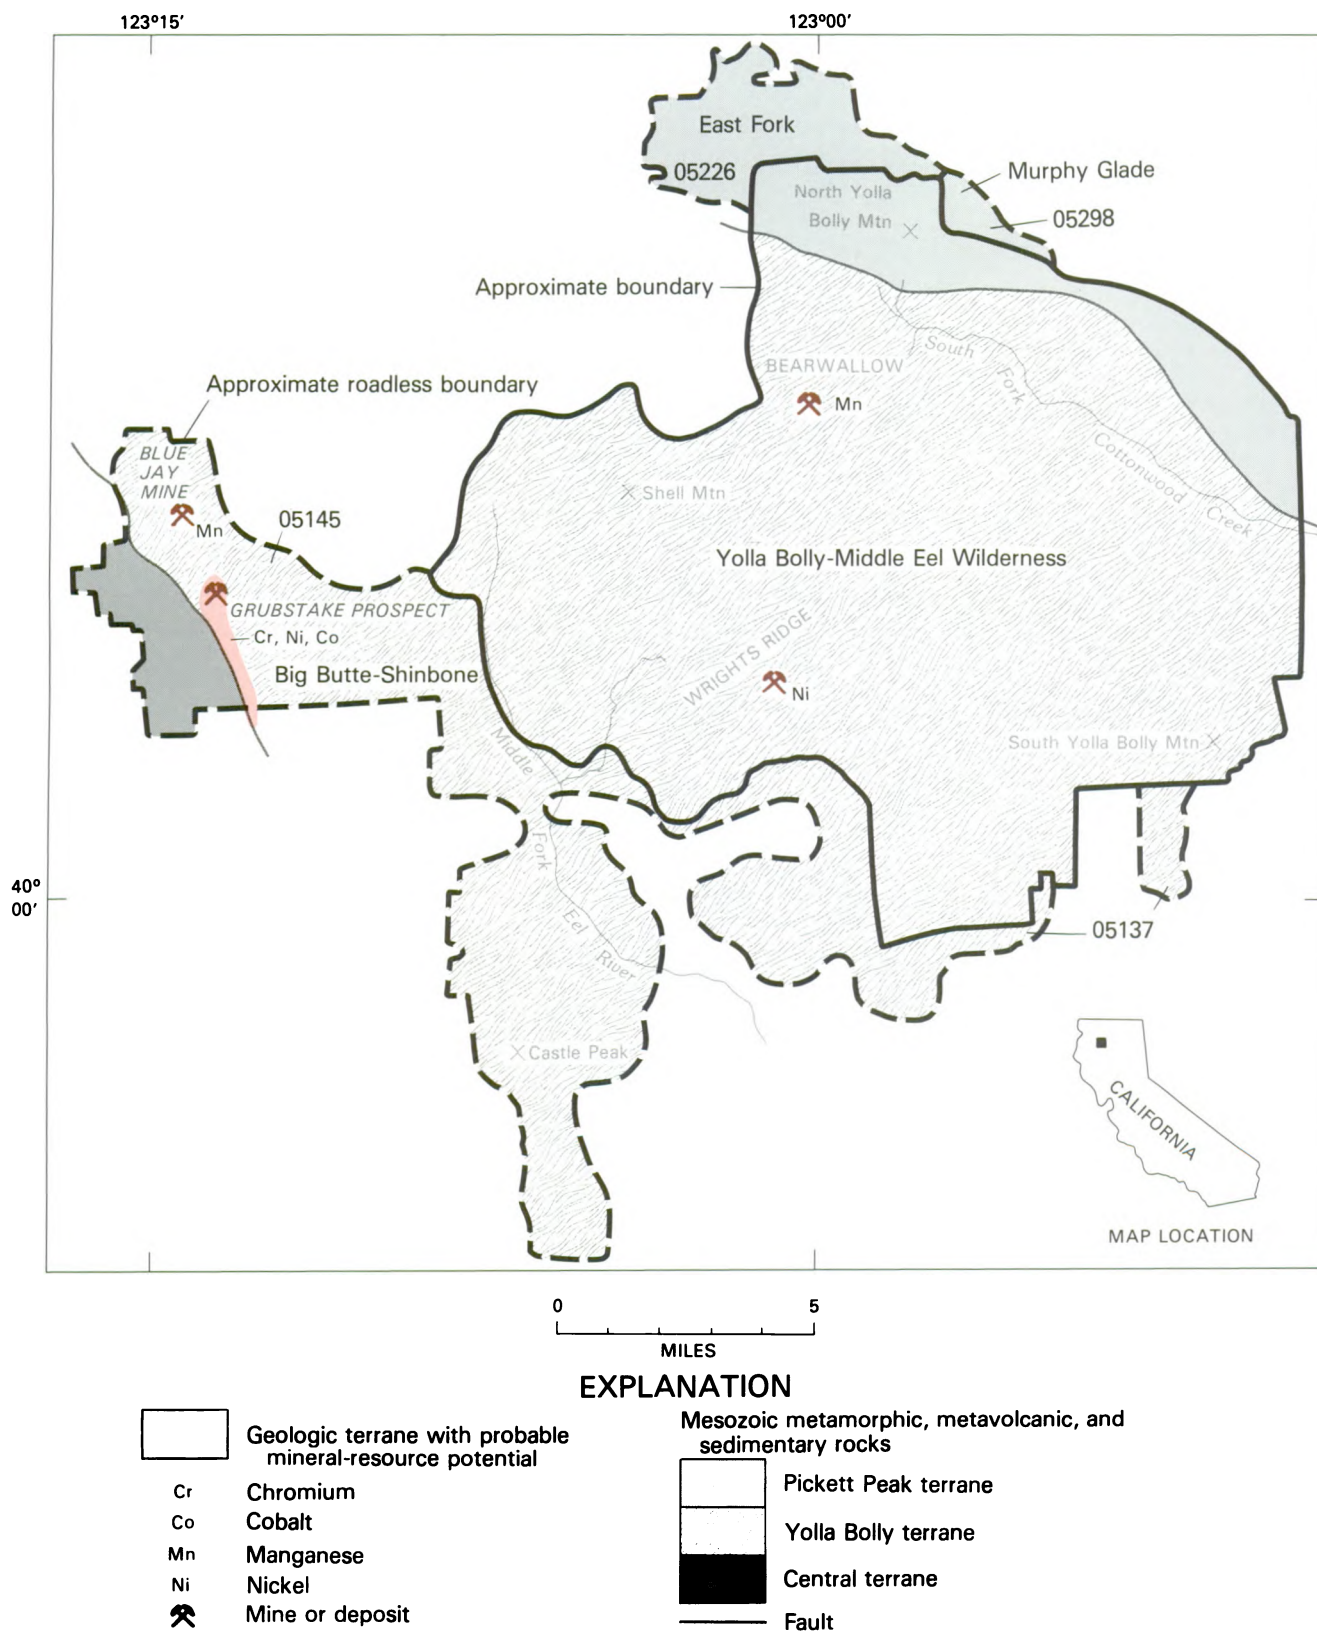 123°15′
123°00′
East Fork
05226
Murphy Glade
North Yolla
Bolly Mtn
05298
Approximate boundary
South
Fork
Cottonwood
Creek
BEARWALLOW
Mn
Approximate roadless boundary
BLUE
JAY
MINE
Mn
05145
Shell Mtn
Yolla Bolly-Middle Eel Wilderness
GRUBSTAKE PROSPECT
Cr, Ni, Co
Big Butte-Shinbone
WRIGHTS RIDGE
Ni
South Yolla Bolly Mtn
Middle
Fork
Eel
River
40°
00′
05137
Castle Peak
CALIFORNIA
MAP LOCATION
0 5
MILES
EXPLANATION
Geologic terrane with probable
mineral-resource potential
Cr Chromium
Co Cobalt
Mn Manganese
Ni Nickel
Mine or deposit
Mesozoic metamorphic, metavolcanic, and
sedimentary rocks
Pickett Peak terrane
Yolla Bolly terrane
Central terrane
Fault